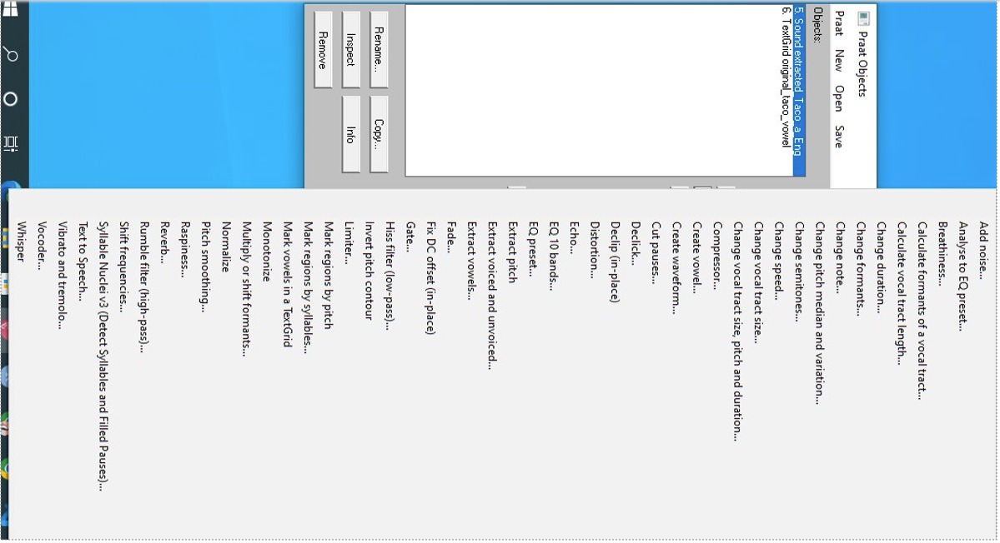 Praat Objects
Praat New Open Save
Objects:
5. Sound extracted_Taco_a_Eng
6. TextGrid original_taco_vowel
Rename... Copy...
Inspect Info
Remove
Add noise...
Analyse to EQ preset...
Breathiness...
Calculate formants of a vocal tract...
Calculate vocal tract length...
Change duration...
Change formants...
Change note...
Change pitch median and variation...
Change semitones...
Change speed...
Change vocal tract size...
Change vocal tract size, pitch and duration...
Compressor...
Create vowel...
Create waveform...
Cut pauses...
Declick...
Declip (in-place)
Distortion...
Echo...
EQ 10 bands...
EQ preset...
Extract pitch
Extract voiced and unvoiced...
Extract vowels...
Fade...
Fix DC offset (in-place)
Gate...
Hiss filter (low-pass)...
Invert pitch contour
Limiter...
Mark regions by pitch
Mark regions by syllables...
Mark vowels in a TextGrid
Monotonize
Multiply or shift formants...
Normalize
Pitch smoothing...
Raspiness...
Reverb...
Rumble filter (high-pass)...
Shift frequencies...
Syllable Nuclei v3 (Detect Syllables and Filled Pauses)...
Text to Speech...
Vibrato and tremolo...
Vocoder...
Whisper